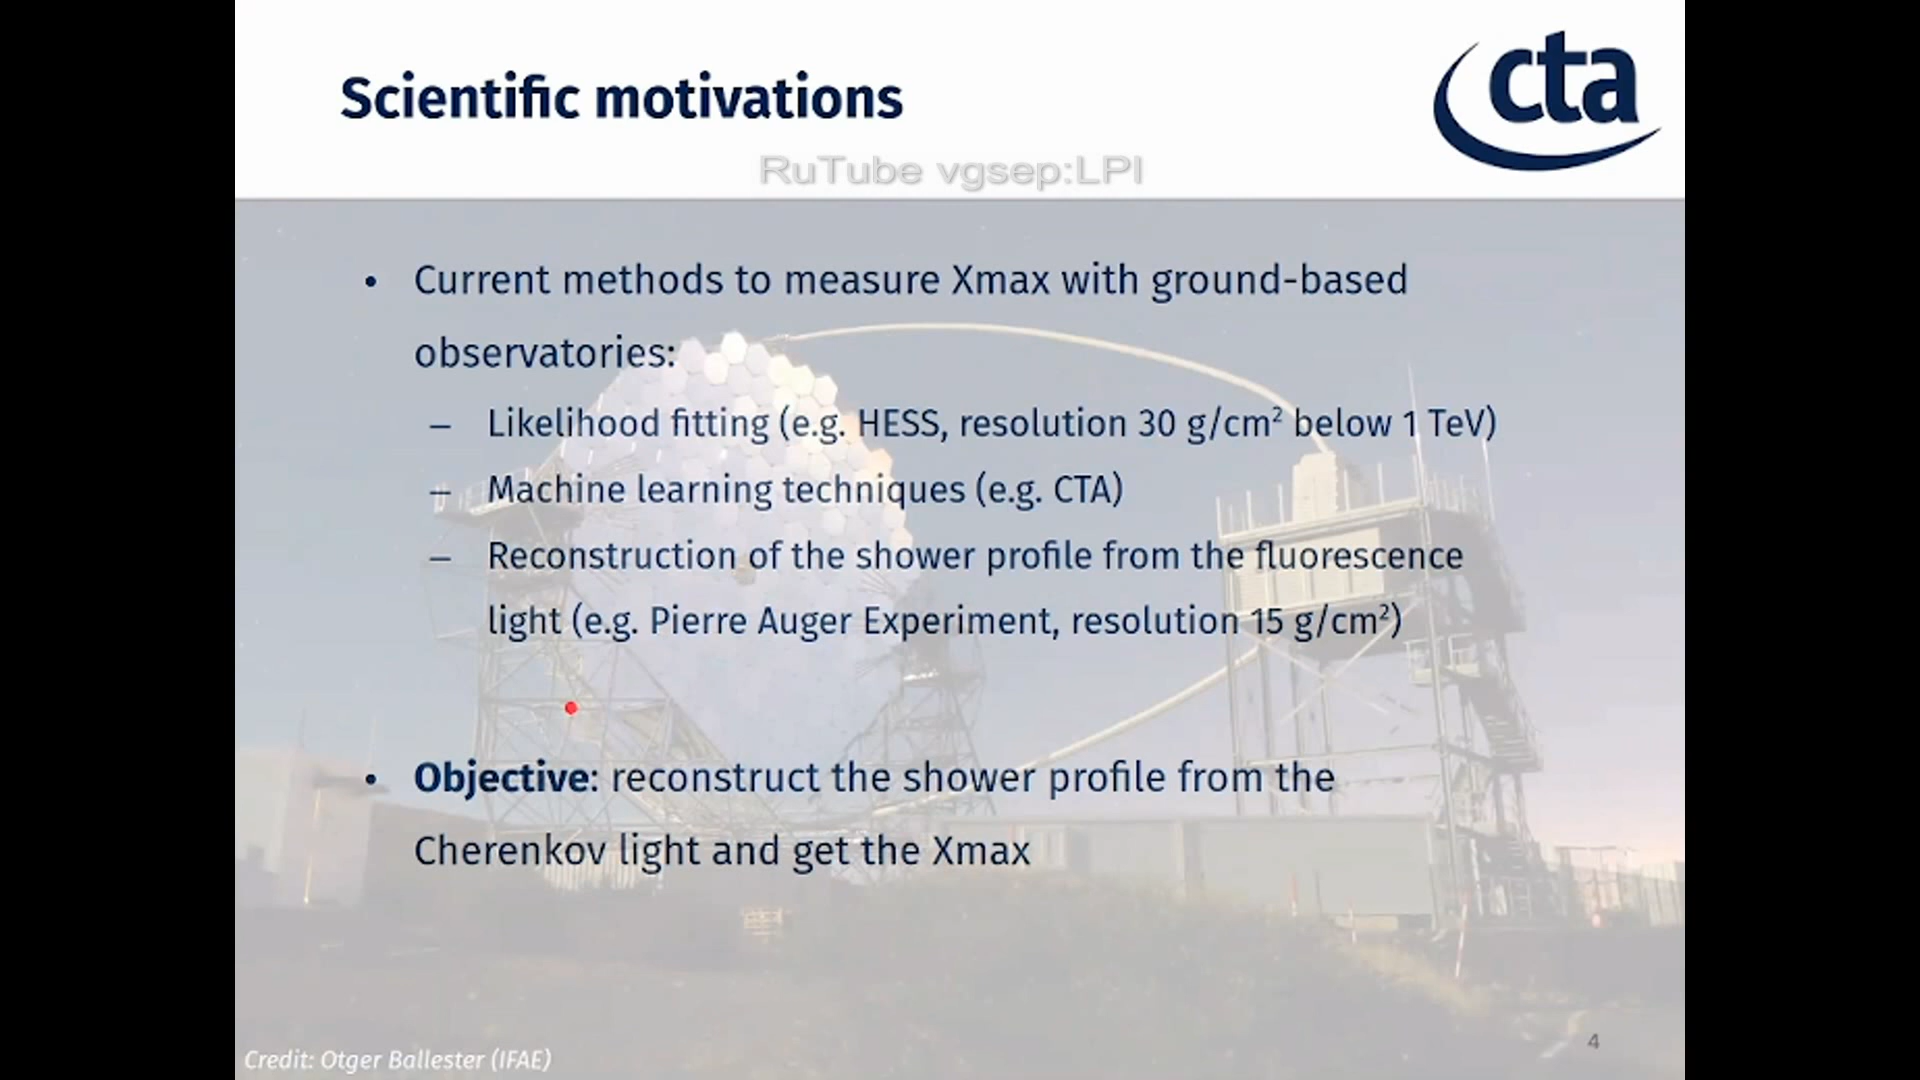 Scientific motivations
cta
RuTube vgsep:LPI
• Current methods to measure Xmax with ground-based
observatories:
– Likelihood fitting (e.g. HESS, resolution 30 g/cm² below 1 TeV)
– Machine learning techniques (e.g. CTA)
– Reconstruction of the shower profile from the fluorescence
light (e.g. Pierre Auger Experiment, resolution 15 g/cm²)
• Objective: reconstruct the shower profile from the
Cherenkov light and get the Xmax
4
Credit: Otger Ballester (IFAE)